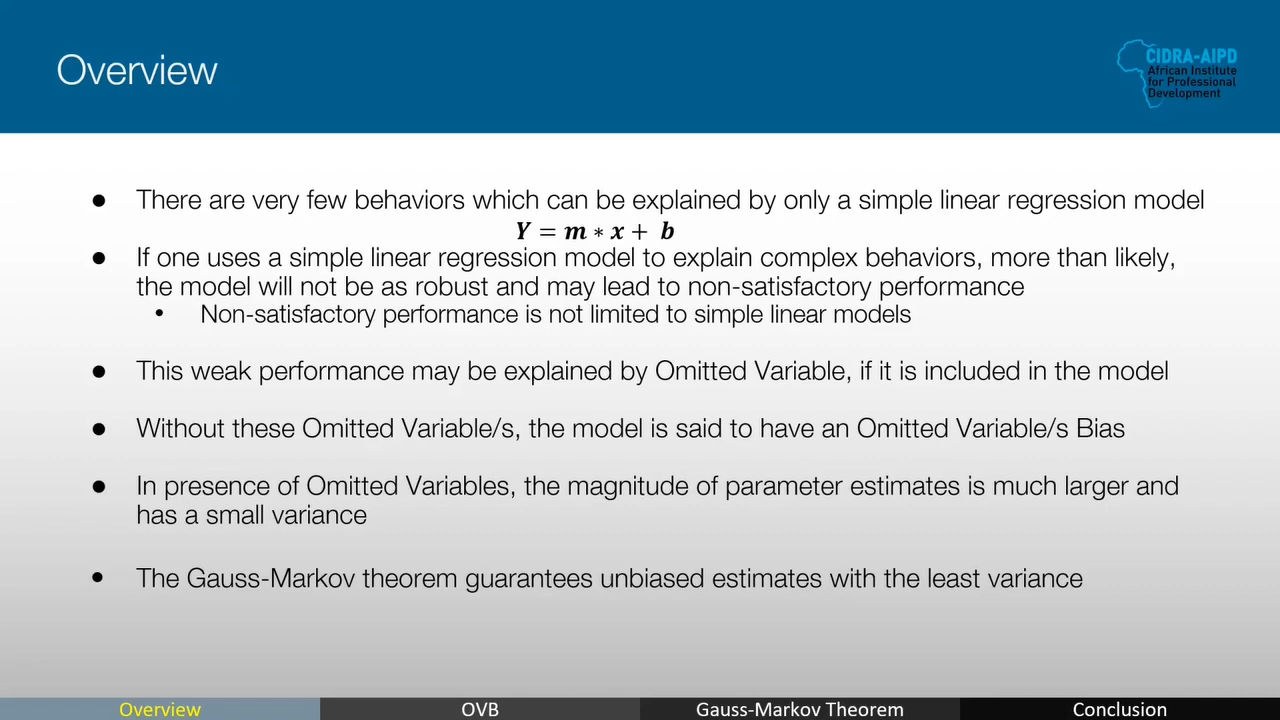 Overview
CIDRA-AIPD
African Institute
for Professional
Development
● There are very few behaviors which can be explained by only a simple linear regression model
Y = m ∗ x + b
● If one uses a simple linear regression model to explain complex behaviors, more than likely,
the model will not be as robust and may lead to non-satisfactory performance
• Non-satisfactory performance is not limited to simple linear models
● This weak performance may be explained by Omitted Variable, if it is included in the model
● Without these Omitted Variable/s, the model is said to have an Omitted Variable/s Bias
● In presence of Omitted Variables, the magnitude of parameter estimates is much larger and
has a small variance
● The Gauss-Markov theorem guarantees unbiased estimates with the least variance
Overview OVB Gauss-Markov Theorem Conclusion